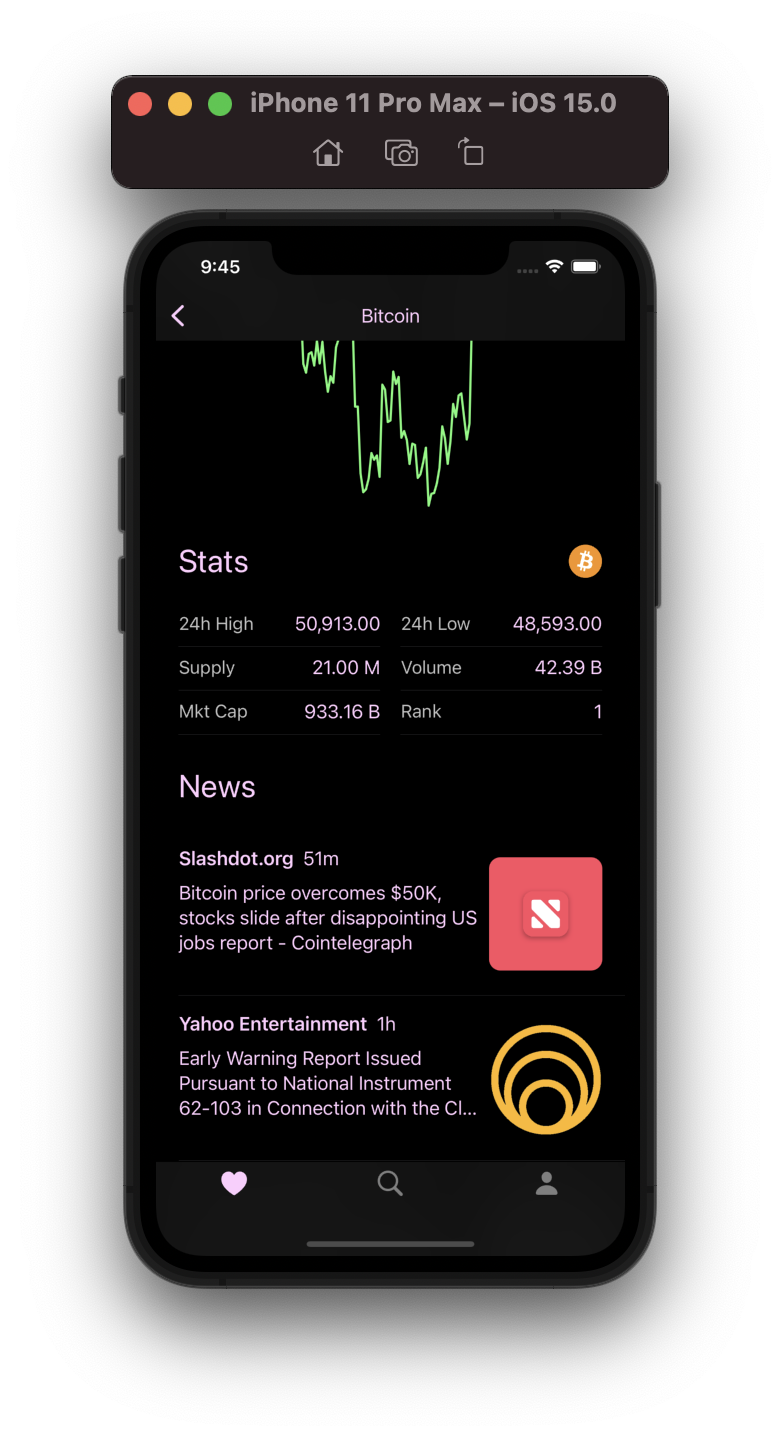 iPhone 11 Pro Max – iOS 15.0
9:45
Bitcoin
Stats
24h High 50,913.00 24h Low 48,593.00
Supply 21.00 M Volume 42.39 B
Mkt Cap 933.16 B Rank 1
News
Slashdot.org 51m
Bitcoin price overcomes $50K,
stocks slide after disappointing US
jobs report - Cointelegraph
Yahoo Entertainment 1h
Early Warning Report Issued
Pursuant to National Instrument
62-103 in Connection with the Cl...